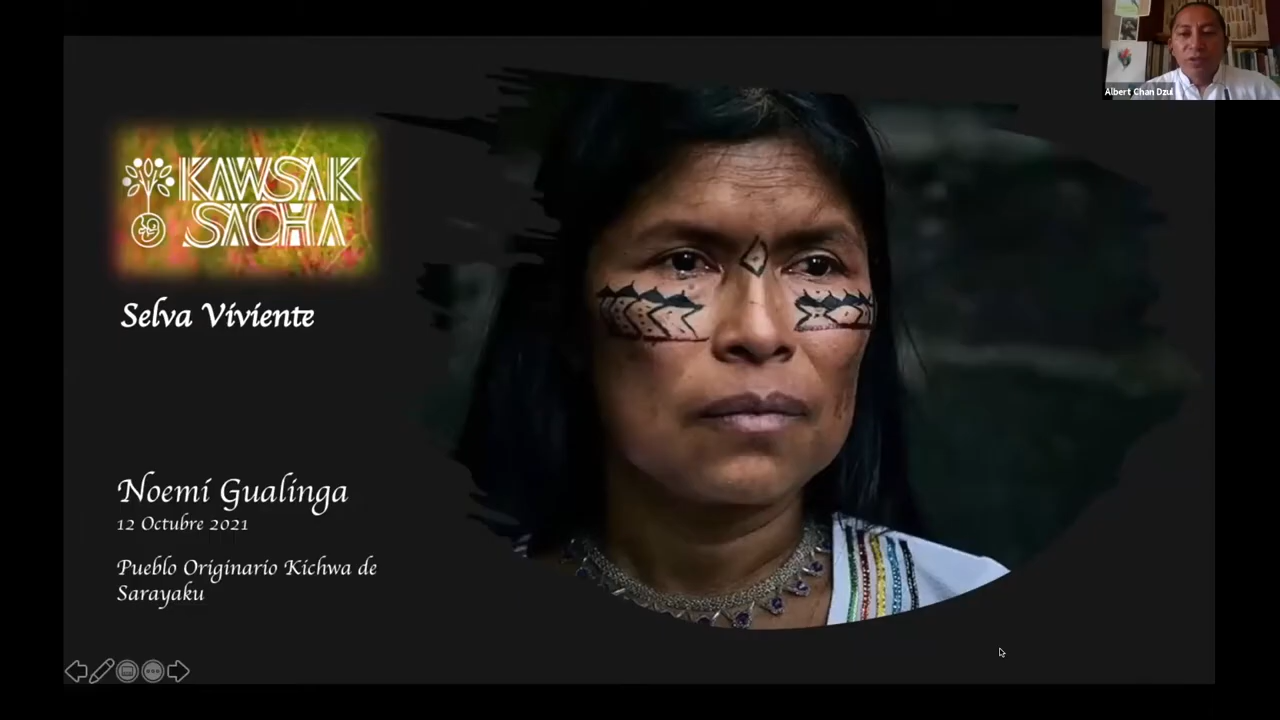 KAWSAK
SACHA
Selva Viviente
Noemí Gualinga
12 Octubre 2021
Pueblo Originario Kichwa de
Sarayaku
Albert Chan Dzul